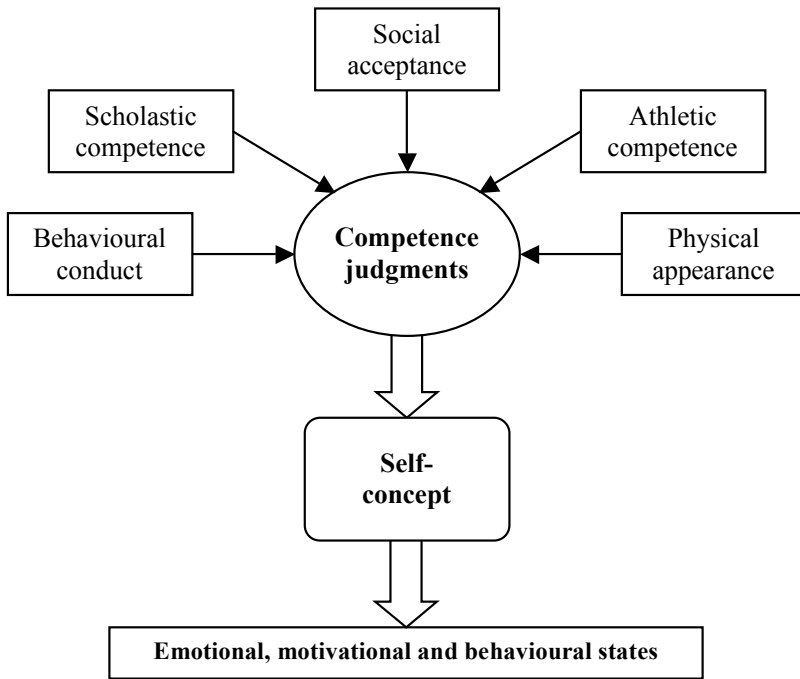 Social
acceptance
Scholastic
competence
Athletic
competence
Behavioural
conduct
Competence
judgments
Physical
appearance
Self-
concept
Emotional, motivational and behavioural states